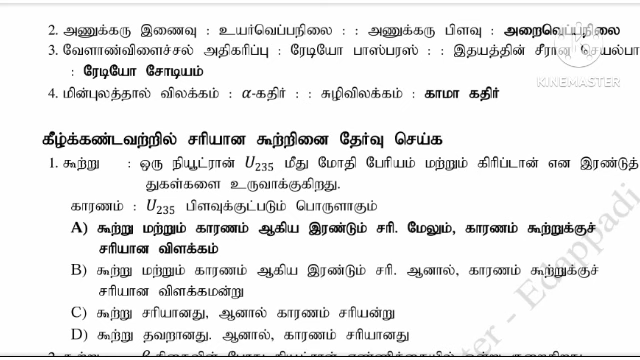 2. அணுக்கரு இணைவு : உயர்வெப்பநிலை : : அணுக்கரு பிளவு : அறைவெப்பநிலை
3. வேளாண்விளைச்சல் அதிகரிப்பு : ரேடியோ பாஸ்பரஸ் : : இதயத்தின் சீரான செயல்பா
: ரேடியோ சோடியம்
KINEMASTER
4. மின்புலத்தால் விலக்கம் : α-கதிர் : : சுழிவிலக்கம் : காமா கதிர்
கீழ்க்கண்டவற்றில் சரியான கூற்றினை தேர்வு செய்க
1. கூற்று : ஒரு நியூட்ரான் U₂₃₅ மீது மோதி பேரியம் மற்றும் கிரிப்டான் என இரண்டுத்
துகள்களை உருவாக்குகிறது.
காரணம் : U₂₃₅ பிளவுக்குட்படும் பொருளாகும்
A) கூற்று மற்றும் காரணம் ஆகிய இரண்டும் சரி. மேலும், காரணம் கூற்றுக்குச்
சரியான விளக்கம்
B) கூற்று மற்றும் காரணம் ஆகிய இரண்டும் சரி. ஆனால், காரணம் கூற்றுக்குச்
சரியான விளக்கமன்று
C) கூற்று சரியானது, ஆனால் காரணம் சரியன்று
D) கூற்று தவறானது. ஆனால், காரணம் சரியானது
ter - Edappadi